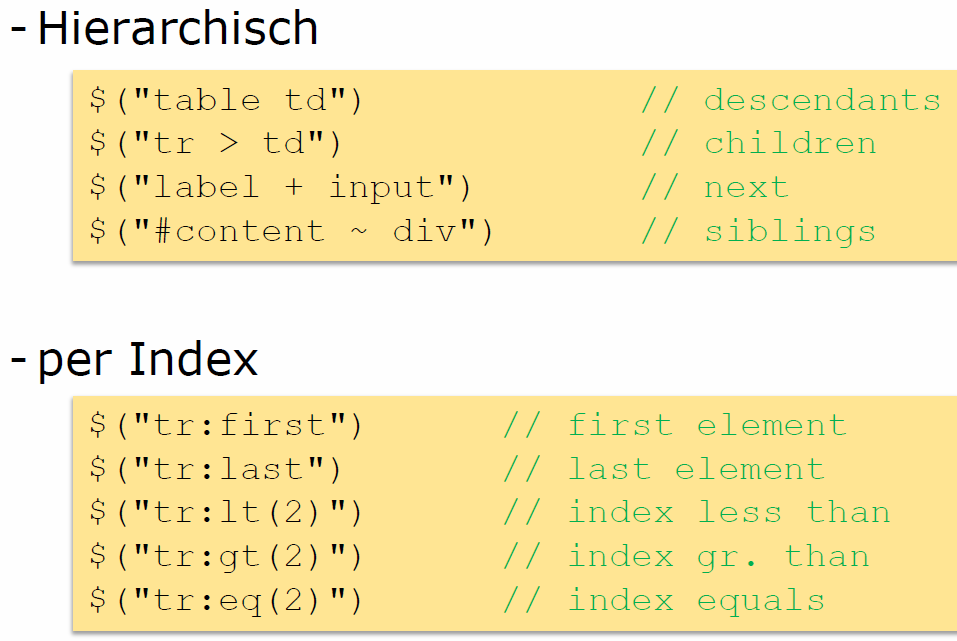 - Hierarchisch
$("table td") // descendants
$("tr > td") // children
$("label + input") // next
$("#content ~ div") // siblings
- per Index
$("tr:first") // first element
$("tr:last") // last element
$("tr:lt(2)") // index less than
$("tr:gt(2)") // index gr. than
$("tr:eq(2)") // index equals